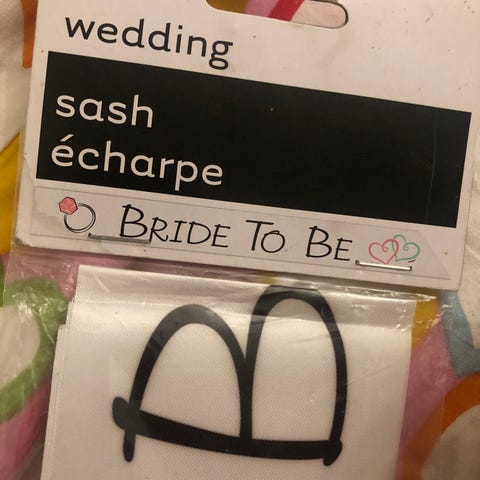 wedding
sash
écharpe
BRIDE TO BE
B